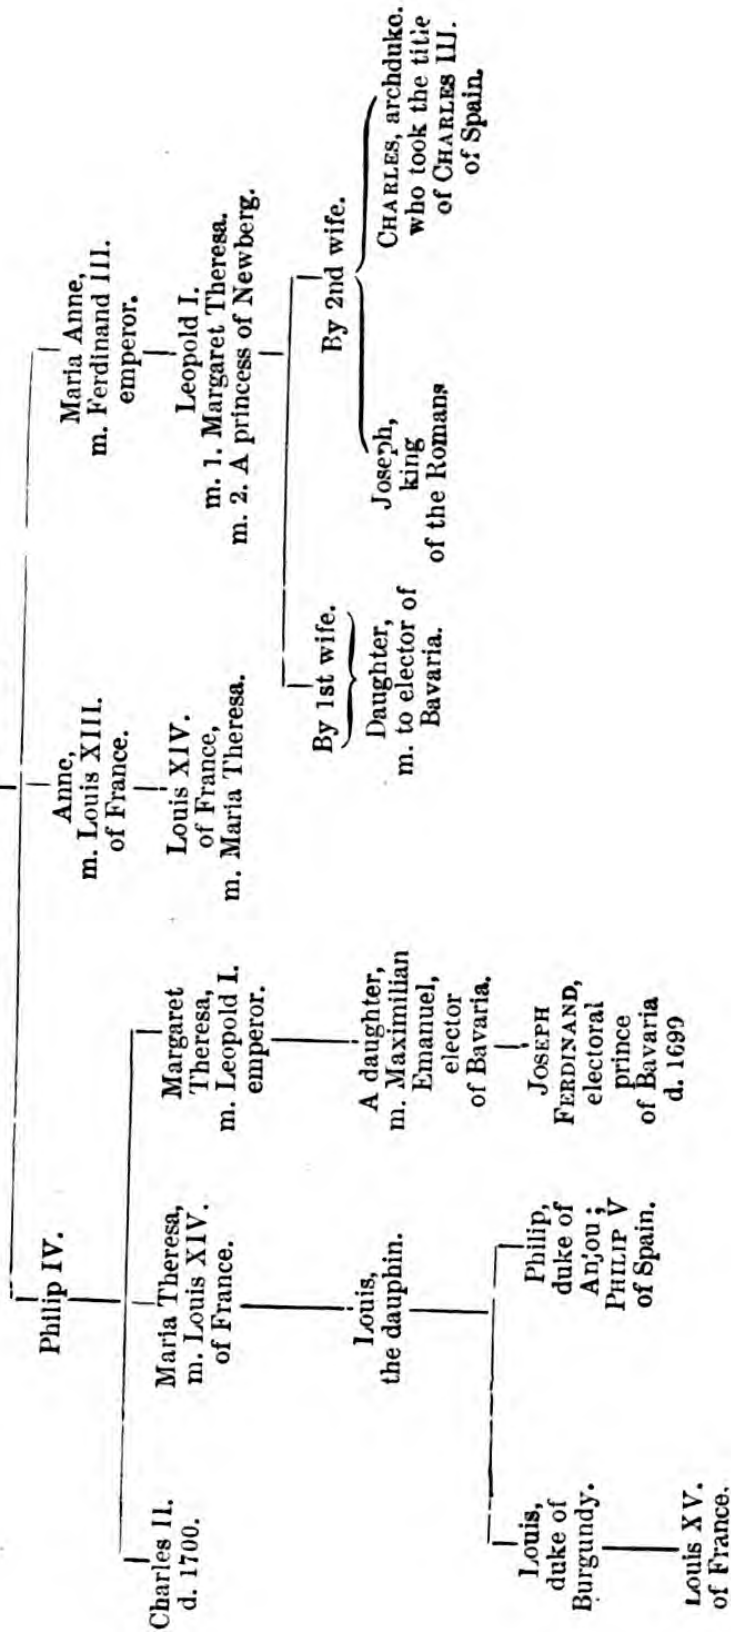 Philip IV.
Anne,
m. Louis XIII.
of France.
Maria Anne,
m. Ferdinand III.
emperor.
Charles II.
d. 1700.
Maria Theresa,
m. Louis XIV.
of France.
Margaret
Theresa,
m. Leopold I.
emperor.
Louis XIV.
of France,
m. Maria Theresa.
Leopold I.
m. 1. Margaret Theresa.
m. 2. A princess of Newberg.
Louis,
the dauphin.
A daughter,
m. Maximilian
Emanuel,
elector
of Bavaria.
By 1st wife.
By 2nd wife.
Daughter,
m. to elector of
Bavaria.
Joseph,
king
of the Romans
CHARLES, archduke.
who took the title
of CHARLES III.
of Spain.
Louis,
duke of
Burgundy.
Philip,
duke of
Anjou;
PHILIP V
of Spain.
JOSEPH
FERDINAND,
electoral
prince
of Bavaria
d. 1699
Louis XV.
of France.